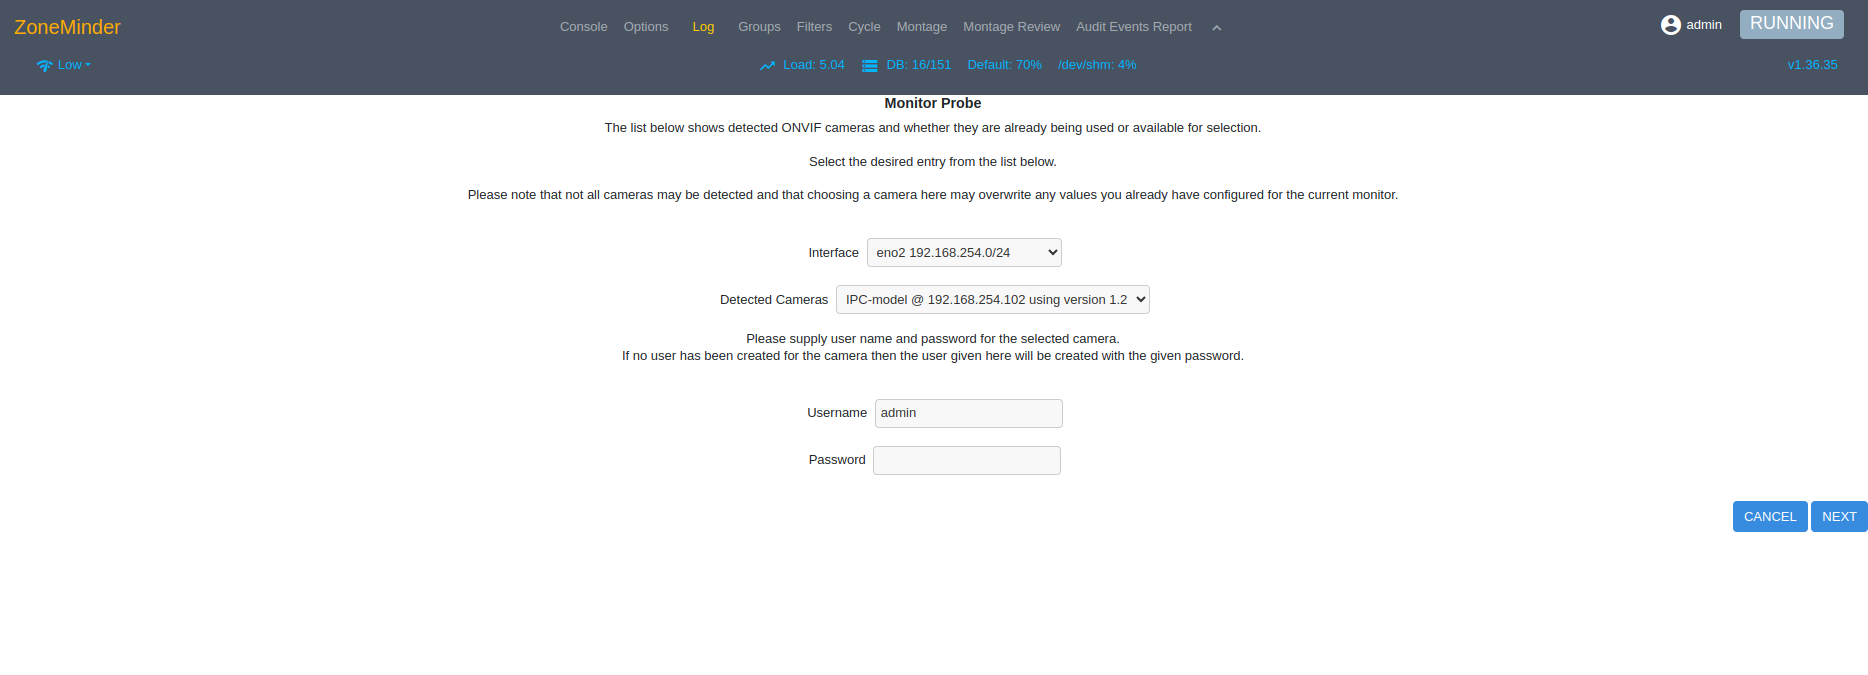 ZoneMinder Console Options Log Groups Filters Cycle Montage Montage Review Audit Events Report admin RUNNING
Low Load: 5.04 DB: 16/151 Default: 70% /dev/shm: 4% v1.36.35
Monitor Probe
The list below shows detected ONVIF cameras and whether they are already being used or available for selection.
Select the desired entry from the list below.
Please note that not all cameras may be detected and that choosing a camera here may overwrite any values you already have configured for the current monitor.
Interface eno2 192.168.254.0/24
Detected Cameras IPC-model @ 192.168.254.102 using version 1.2
Please supply user name and password for the selected camera.
If no user has been created for the camera then the user given here will be created with the given password.
Username admin
Password
CANCEL NEXT